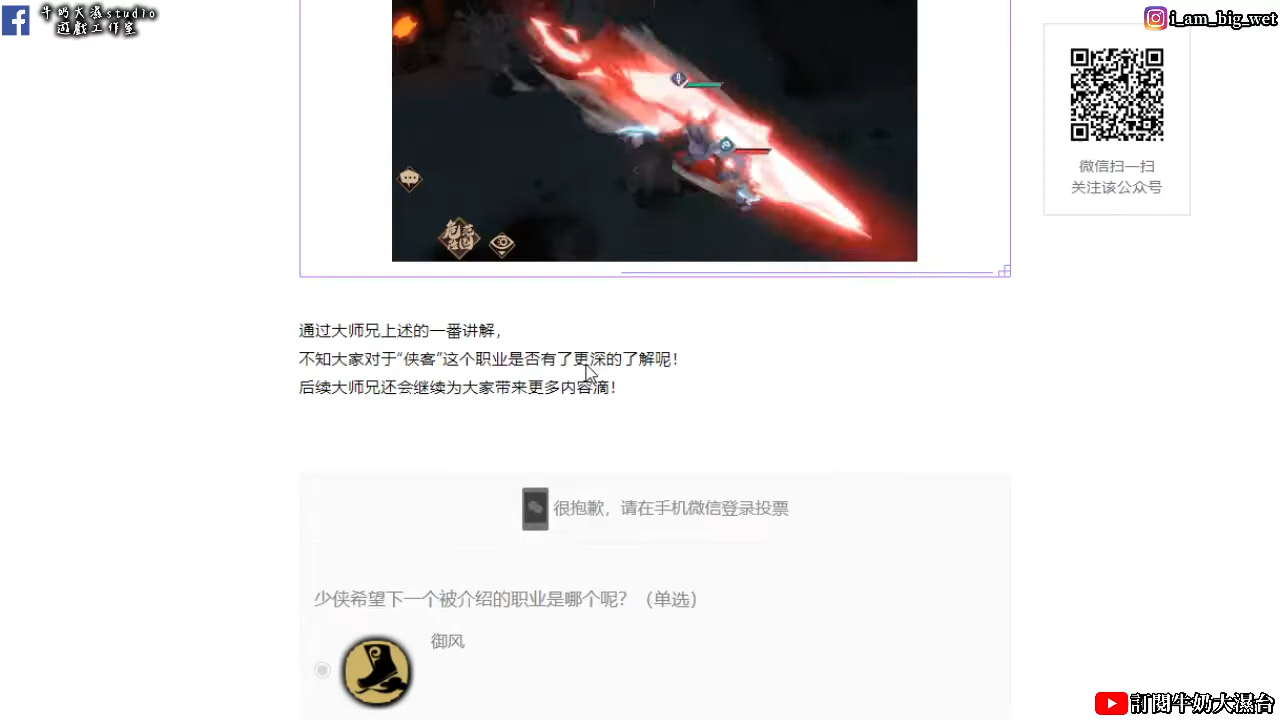 牛奶大濕studio
遊戲工作室
i_am_big_wet
微信扫一扫
关注该公众号
危险
范围
通过大师兄上述的一番讲解，
不知大家对于“侠客”这个职业是否有了更深的了解呢！
后续大师兄还会继续为大家带来更多内容滴！
很抱歉，请在手机微信登录投票
少侠希望下一个被介绍的职业是哪个呢？（单选）
御风
訂閱牛奶大濕台